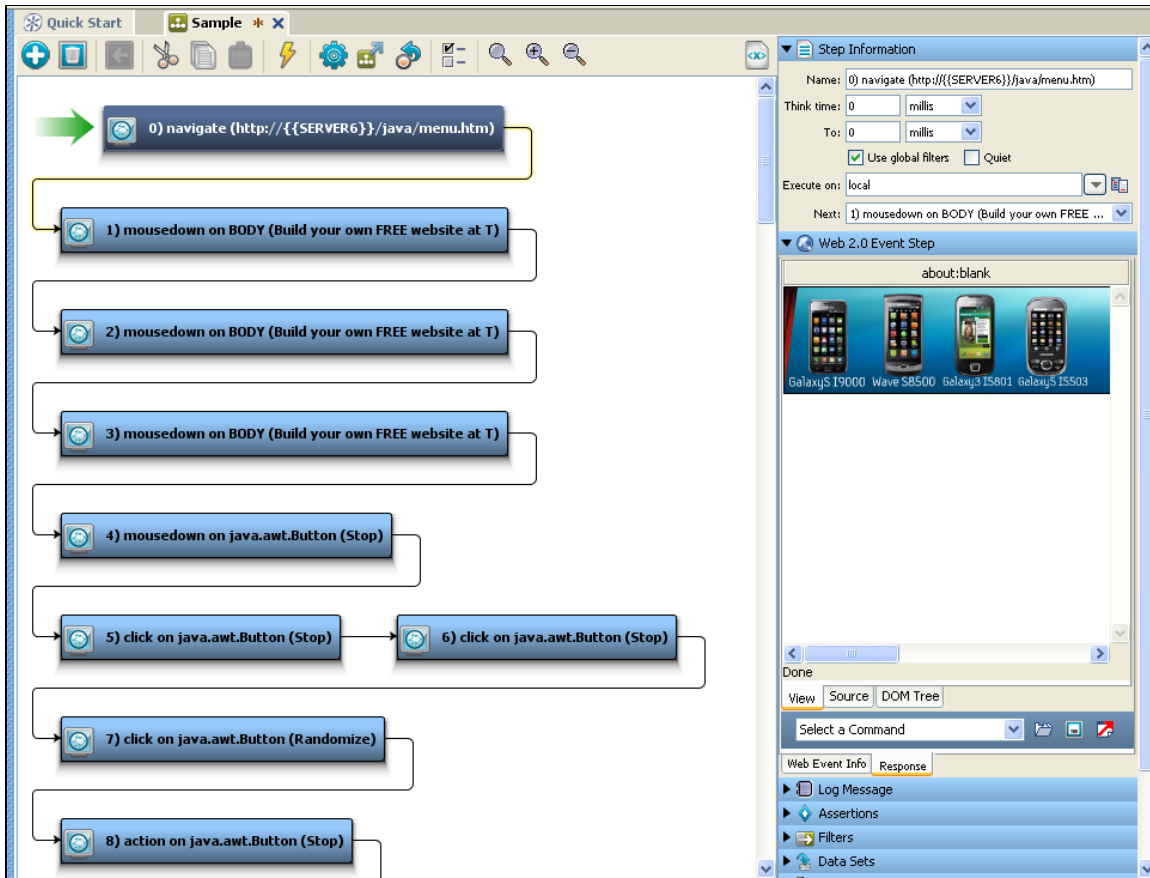 Quick Start
Sample *
0) navigate (http://{{SERVER6}}/java/menu.htm)
1) mousedown on BODY (Build your own FREE website at T)
2) mousedown on BODY (Build your own FREE website at T)
3) mousedown on BODY (Build your own FREE website at T)
4) mousedown on java.awt.Button (Stop)
5) click on java.awt.Button (Stop)
6) click on java.awt.Button (Stop)
7) click on java.awt.Button (Randomize)
8) action on java.awt.Button (Stop)
Step Information
Name: 0) navigate (http://{{SERVER6}}/java/menu.htm)
Think time: 0 millis
To: 0 millis
Use global filters Quiet
Execute on: local
Next: 1) mousedown on BODY (Build your own FREE ...
Web 2.0 Event Step
about:blank
GalaxyS I9000 Wave S8500 Galaxy3 I5801 Galaxy5 I5503
Done
View Source DOM Tree
Select a Command
Web Event Info Response
Log Message
Assertions
Filters
Data Sets